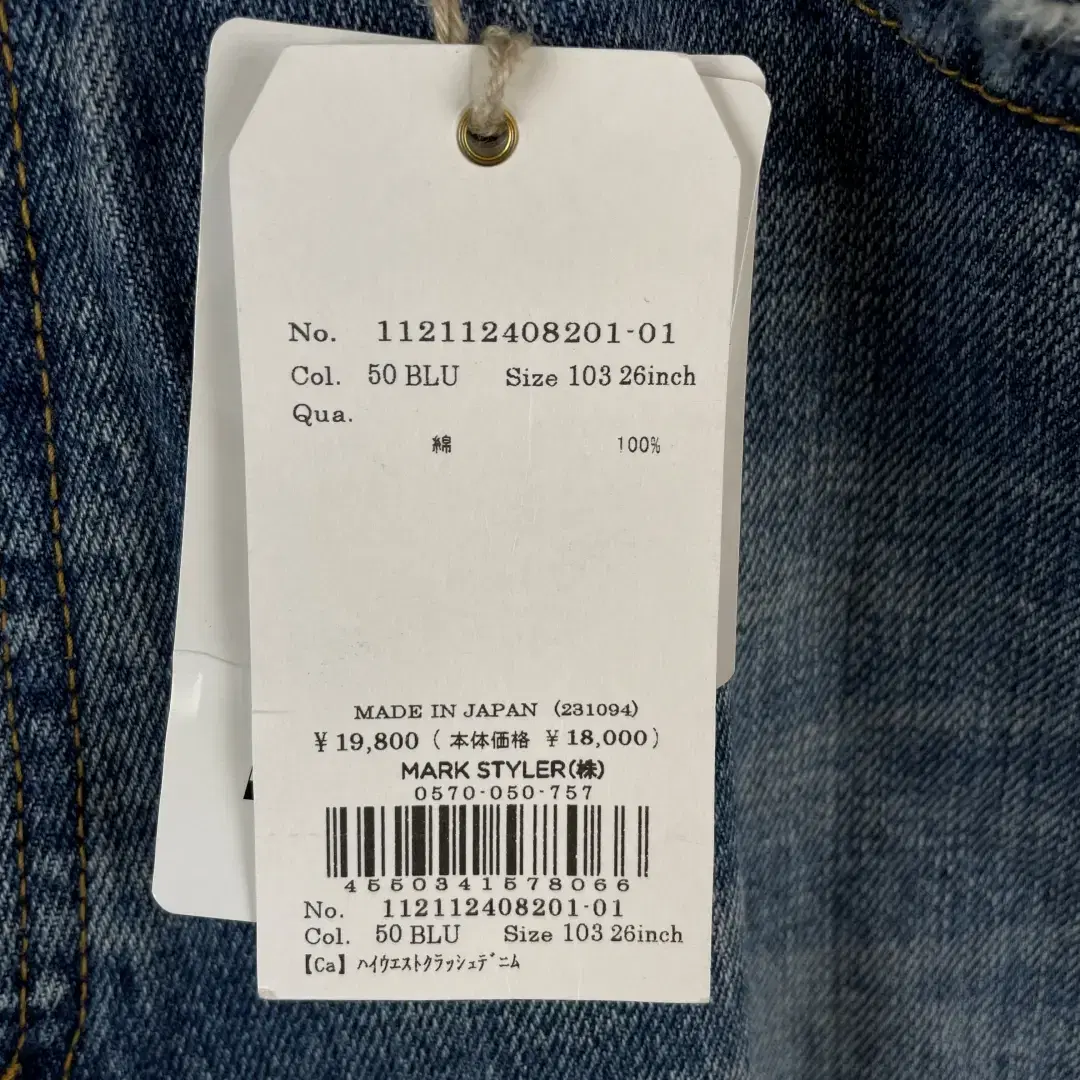 No. 112112408201-01
Col. 50 BLU Size 103 26inch
Qua.
綿 100%
MADE IN JAPAN (231094)
¥19,800 (本体価格 ¥18,000)
MARK STYLER(株)
0570-050-757
4550341578066
No. 112112408201-01
Col. 50 BLU Size 103 26inch
【Ca】ﾊｲｳｴｽﾄｸﾗｯｼｭﾃﾞﾆﾑ